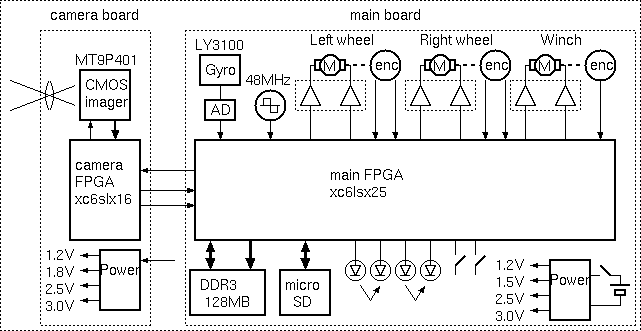 camera board
main board
MT9P401
CMOS
imager
camera
FPGA
xc6slx16
1.2V
1.8V
2.5V
3.0V
Power
LY3100
Gyro
AD
48MHz
Left wheel
M
enc
Right wheel
M
enc
Winch
M
enc
main FPGA
xc6lsx25
DDR3
128MB
micro
SD
1.2V
1.5V
2.5V
3.0V
Power